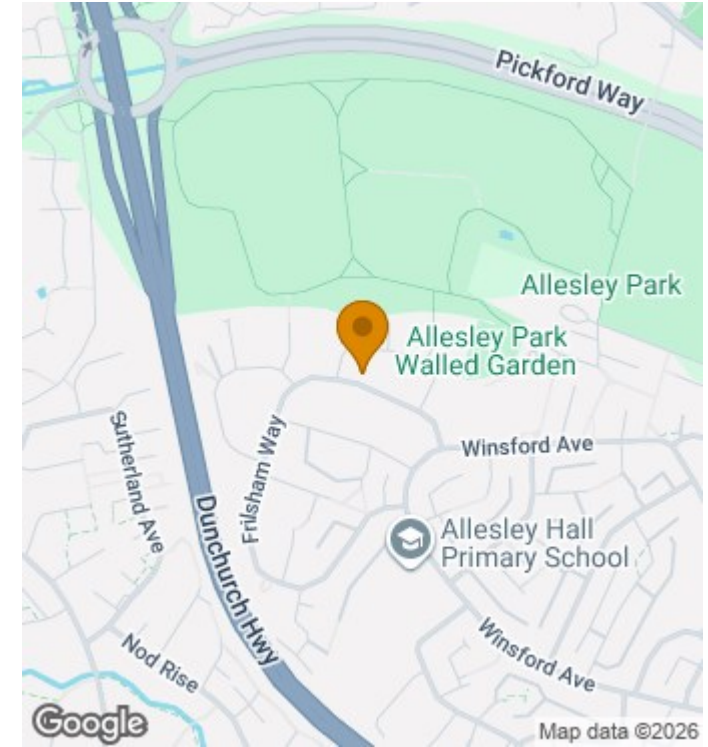 Pickford Way
Allesley Park
Allesley Park
Walled Garden
Winsford Ave
Sutherland Ave
Frilsham Way
Dunchurch Hwy
Allesley Hall
Primary School
Winsford Ave
Nod Rise
Google
Map data ©2026